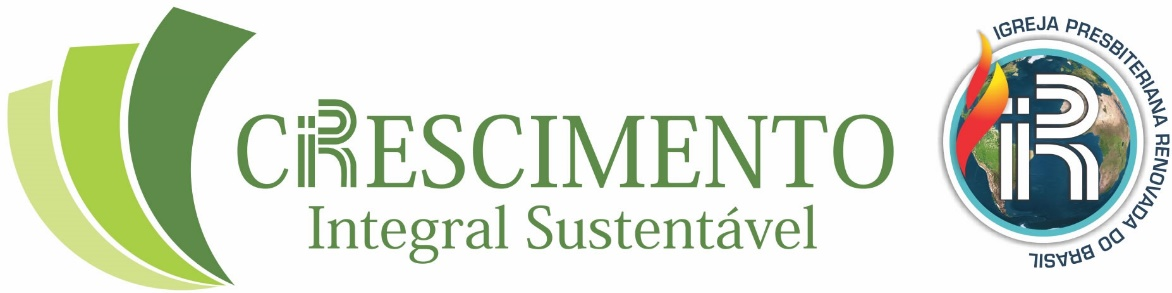 CRESCIMENTO
Integral Sustentável
IGREJA PRESBITERIANA RENOVADA DO BRASIL
iPR